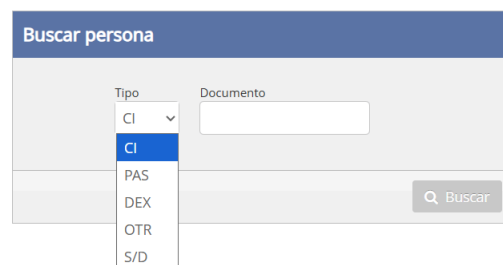 Buscar persona
Tipo Documento
CI
CI
PAS
DEX
OTR
S/D
Buscar